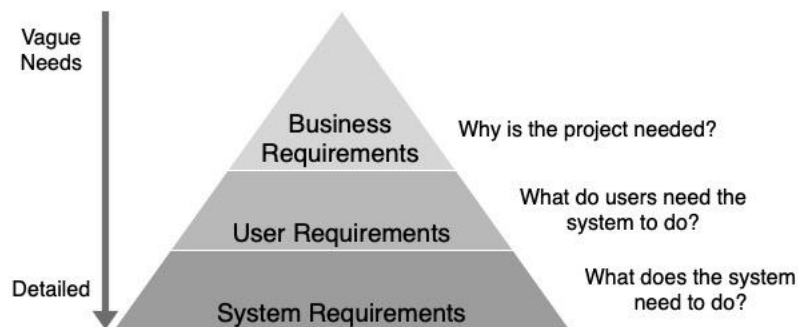 Vague
Needs
Business
Requirements
Why is the project needed?
What do users need the
system to do?
User Requirements
What does the system
need to do?
Detailed
System Requirements